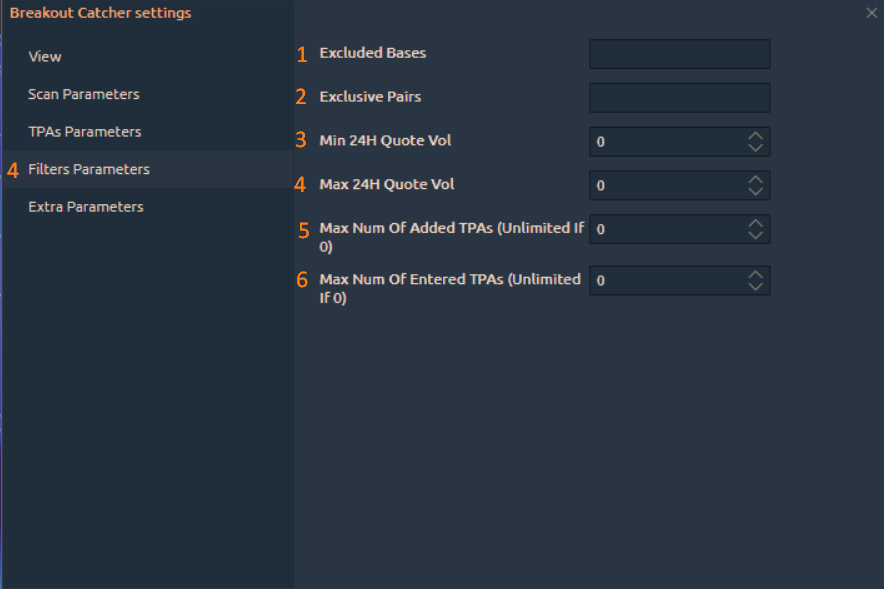 Breakout Catcher settings
View
Scan Parameters
TPAs Parameters
4 Filters Parameters
Extra Parameters
1 Excluded Bases
2 Exclusive Pairs
3 Min 24H Quote Vol 0
4 Max 24H Quote Vol 0
5 Max Num Of Added TPAs (Unlimited If 0
0)
6 Max Num Of Entered TPAs (Unlimited 0
If 0)